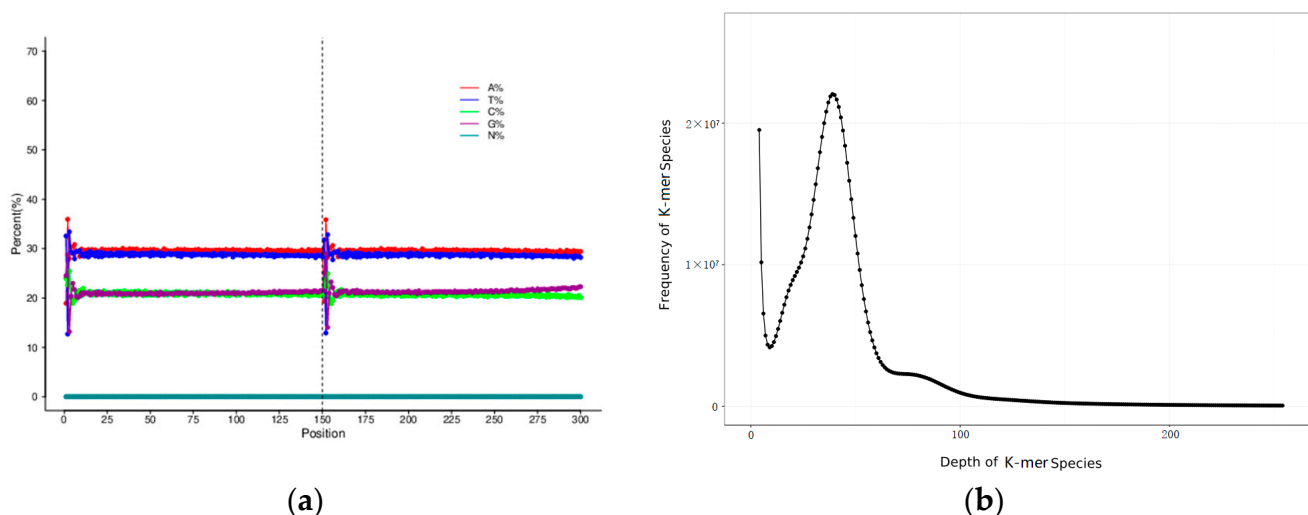 70
60
50
40
30
20
10
0
Percent(%)
A%
T%
C%
G%
N%
0 25 50 75 100 125 150 175 200 225 250 275 300
Position
(a)
2×10⁷
1×10⁷
0
Frequency of K-mer Species
0 100 200
Depth of K-mer Species
(b)